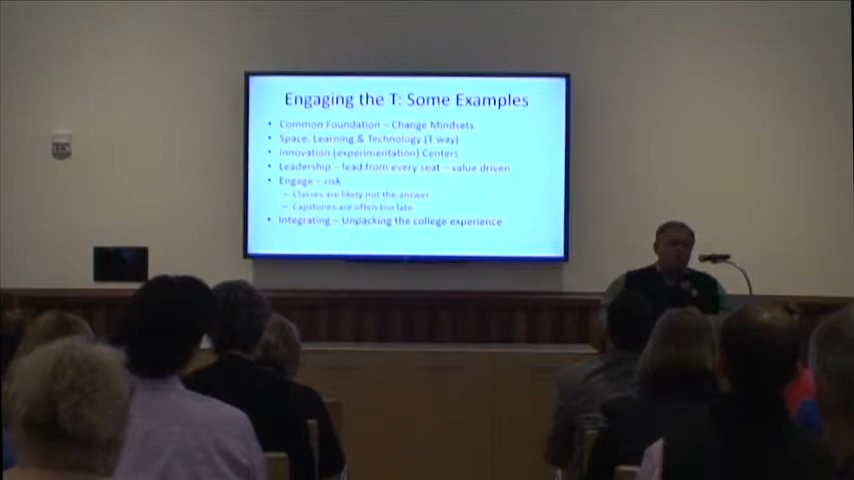 Engaging the T: Some Examples
• Common Foundation – Change Mindsets
• Space, Learning & Technology (T way)
• Innovation (experimentation) Centers
• Leadership – lead from every seat – value driven
• Engage – risk
– Classes are likely not the answer
– Capstones are often too late
• Integrating – Unpacking the college experience